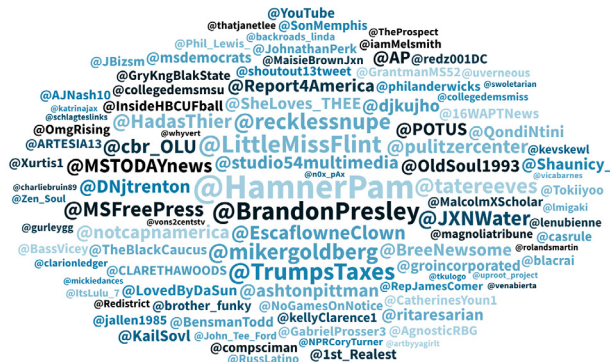 @YouTube
@thatjanetlee @SonMemphis
@backroads_linda @TheProspect
@Phil_Lewis_ @JohnathanPerk @iamMelsmith
@JBizsm @msdemocrats @MaisieBrownJxn @AP @redz001DC
@GryKngBlakState @shoutout13tweet @GrantmanMS52 @uverneous
@AJNash10 @collegedemsmsu @Report4America @philanderwicks @swoletarian
@katrinajax @InsideHBCUFball @SheLoves_THEE @djkujho @collegedemsmiss
@schlagteslinks @HadasThier @recklessnupe @16WAPTNews
@OmgRising @whyvert @POTUS @QondiNtini
@ARTESIA13 @cbr_OLU @LittleMissFlint @pulitzercenter @kevskewl
@Xurtis1 @MSTODAYnews @studio54multimedia @OldSoul1993 @Shaunicy_
@n0x_pAx @vicabarnes
@charliebruin89 @DNjtrenton @HamnerPam @tatereeves @Tokiiyoo
@Zen_Soul @MSFreePress @BrandonPresley @MalcolmXScholar @lmigaki
@vons2centstv @JXNWater @lenubienne
@gurleygg @notcapnamerica @EscaflowneClown @magnoliatribune @casrule
@BassVicey @TheBlackCaucus @mikergoldberg @BreeNewsome @rolandsmartin
@clarionledger @CLARETHAWOODS @TrumpsTaxes @groincorporated @blacrai
@mickiedances @tkulogo @uproot_project
@ItsLulu_7 @LovedByDaSun @ashtonpittman @RepJamesComer @venabierta
@Redistrict @brother_funky @NoGamesOnNotice @CatherinesYoun1
@jallen1985 @BensmanTodd @kellyClarece1 @ritaresarian
@KailSovl @John_Tee_Ford @GabrielProsser3 @AgnosticRBG
@compsciman @NPRCoryTurner @artbyyagirlt
@RussLatino @1st_Realest